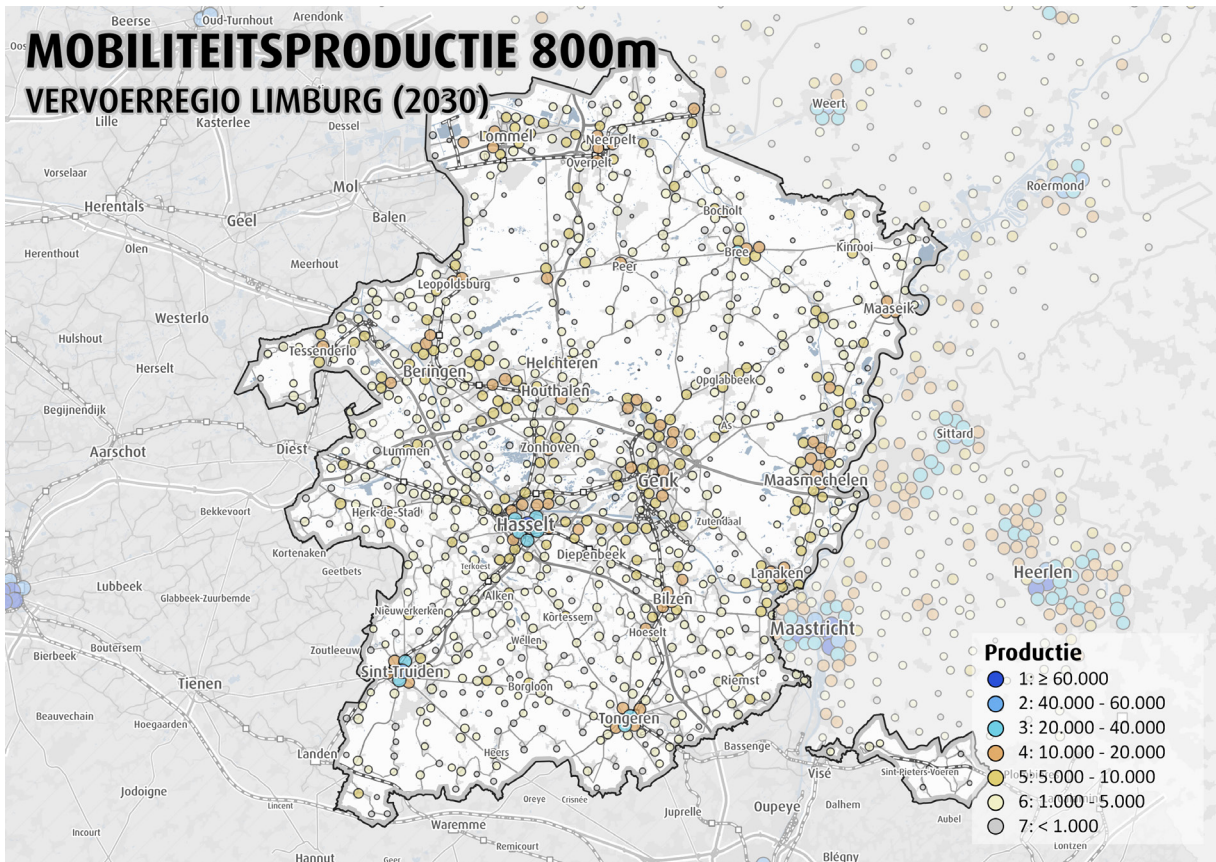 MOBILITEITSPRODUCTIE 800m
VERVOERREGIO LIMBURG (2030)
Beerse
Oud-Turnhout
Arendonk
Lille
Kasterlee
Dessel
Lommel
Neerpelt
Overpelt
Weert
Vorselaar
Mol
Roermond
Herentals
Geel
Balen
Bocholt
Olen
Herenthout
Meerhout
Bree
Kinrooi
Peer
Leopoldsburg
Westerlo
Maaseik
Hulshout
Tessenderlo
Herselt
Beringen
Helchteren
Houthalen
Opglabbeek
Begijnendijk
As
Sittard
Aarschot
Diest
Lummen
Zonhoven
Genk
Maasmechelen
Bekkevoort
Herk-de-Stad
Hasselt
Zutendaal
Kortenaken
Diepenbeek
Geetbets
Terkoest
Lanaken
Heerlen
Lubbeek
Glabbeek-Zuurbemde
Alken
Bilzen
Nieuwerkerken
Kortessem
Maastricht
Boutersem
Zoutleeuw
Wellen
Hoeselt
Bierbeek
Sint-Truiden
Tienen
Borgloon
Riemst
Beauvechain
Hoegaarden
Tongeren
Landen
Heers
Bassenge
Visé
Sint-Pieters-Voeren
Jodoigne
Lincent
Oreye
Crisnée
Juprelle
Oupeye
Dalhem
Aubel
Incourt
Waremme
Remicourt
Lontzen
Hannut
Geer
Blégny
Productie
1: ≥ 60.000
2: 40.000 - 60.000
3: 20.000 - 40.000
4: 10.000 - 20.000
5: 5.000 - 10.000
6: 1.000 - 5.000
7: < 1.000